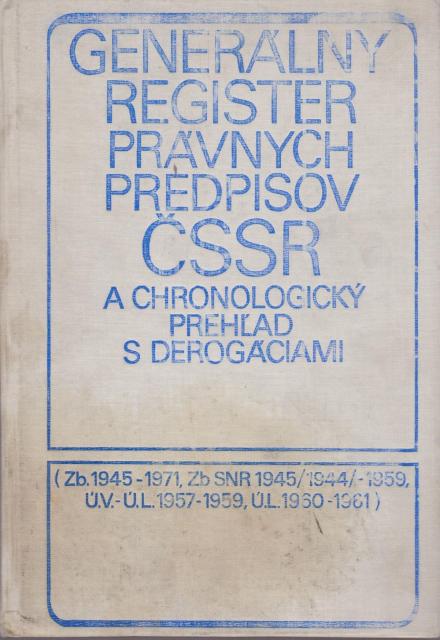 GENERÁLNY
REGISTER
PRÁVNYCH
PREDPISOV
ČSSR
A CHRONOLOGICKÝ
PREHĽAD
S DEROGÁCIAMI
( Zb. 1945 - 1971, Zb SNR 1945/1944/-1959,
Ú.V.- Ú.L. 1957-1959, Ú.L. 1960 -1961 )